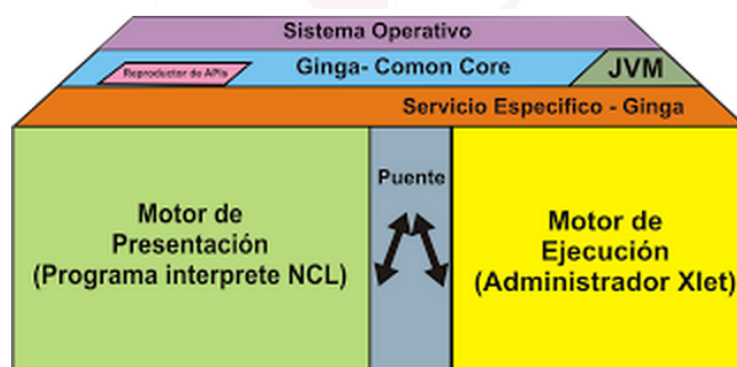 Sistema Operativo
Reproductor de APIs
Ginga- Comon Core
JVM
Servicio Especifico - Ginga
Puente
Motor de
Presentación
(Programa interprete NCL)
Motor de
Ejecución
(Administrador Xlet)